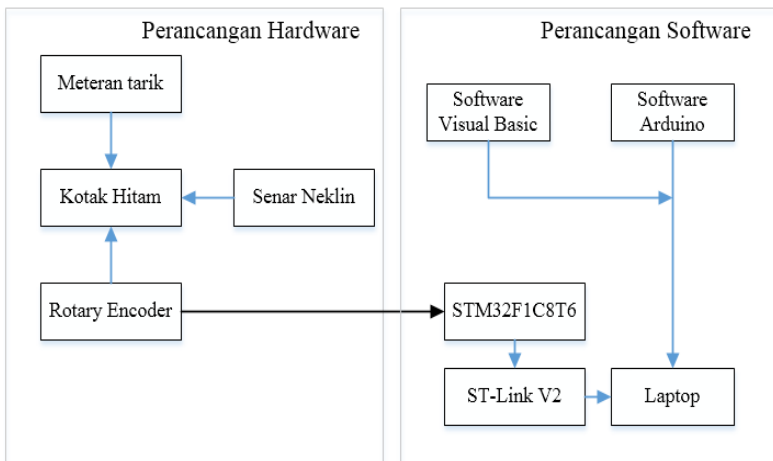 Perancangan Hardware
Meteran tarik
Kotak Hitam
Senar Neklin
Rotary Encoder
Perancangan Software
Software
Visual Basic
Software
Arduino
STM32F1C8T6
ST-Link V2
Laptop